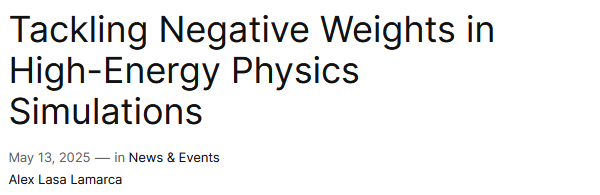 Tackling Negative Weights in
High-Energy Physics
Simulations
May 13, 2025 — in News & Events
Alex Lasa Lamarca